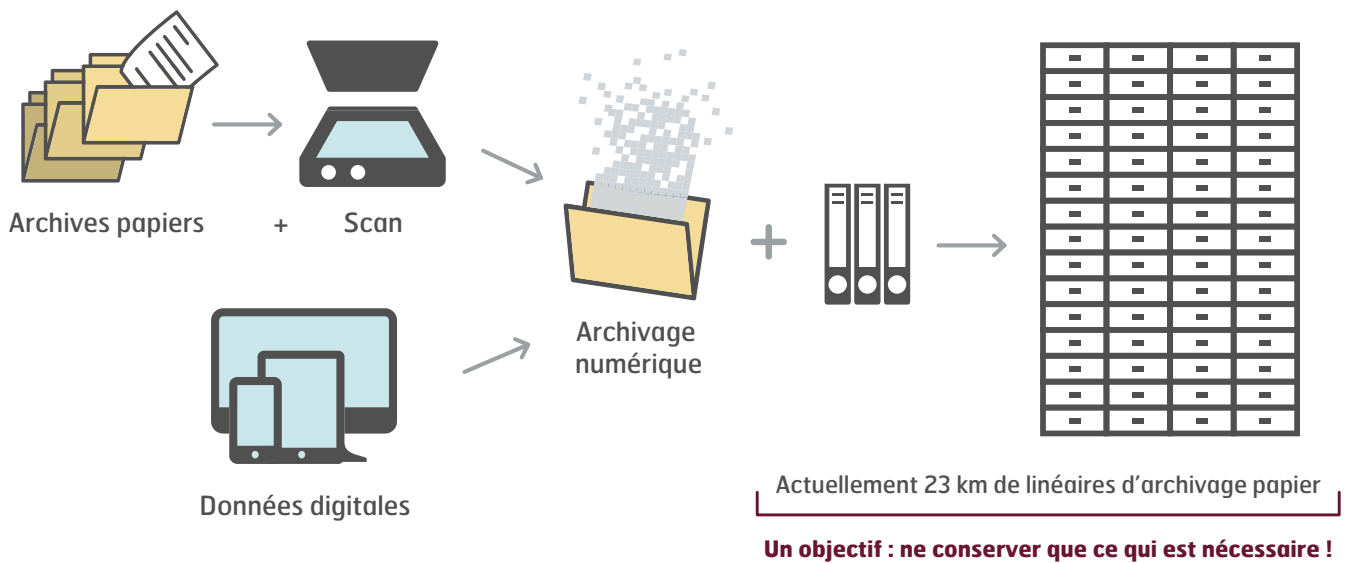 Archives papiers + Scan
Archivage
numérique
Données digitales
Actuellement 23 km de linéaires d’archivage papier
Un objectif : ne conserver que ce qui est nécessaire !